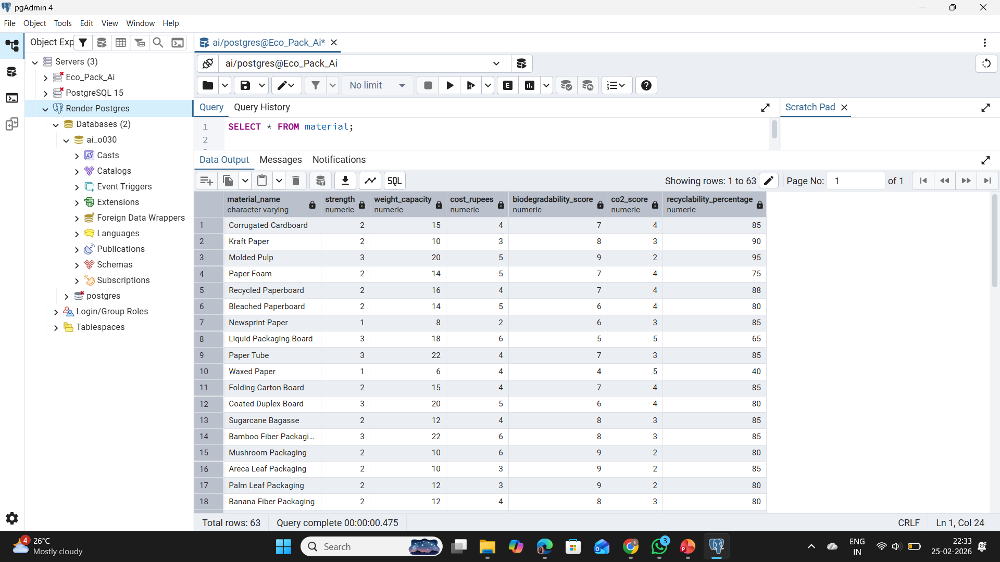 pgAdmin 4
File Object Tools Edit View Window Help
Object Exp
Servers (3)
Eco_Pack_Ai
PostgreSQL 15
Render Postgres
Databases (2)
ai_o030
Casts
Catalogs
Event Triggers
Extensions
Foreign Data Wrappers
Languages
Publications
Schemas
Subscriptions
postgres
Login/Group Roles
Tablespaces
ai/postgres@Eco_Pack_Ai*
ai/postgres@Eco_Pack_Ai
No limit
E
Query Query History
Scratch Pad
1 SELECT * FROM material;
2
Data Output Messages Notifications
SQL
Showing rows: 1 to 63 Page No: 1 of 1
material_name strength weight_capacity cost_rupees biodegradability_score co2_score recyclability_percentage
character varying numeric numeric numeric numeric numeric numeric
1 Corrugated Cardboard 2 15 4 7 4 85
2 Kraft Paper 2 10 3 8 3 90
3 Molded Pulp 3 20 5 9 2 95
4 Paper Foam 2 14 5 7 4 75
5 Recycled Paperboard 2 16 4 7 4 88
6 Bleached Paperboard 2 14 5 6 4 80
7 Newsprint Paper 1 8 2 6 3 85
8 Liquid Packaging Board 3 18 6 5 5 65
9 Paper Tube 3 22 4 7 3 85
10 Waxed Paper 1 6 4 4 5 40
11 Folding Carton Board 2 15 4 7 4 85
12 Coated Duplex Board 3 20 5 6 4 80
13 Sugarcane Bagasse 2 12 4 8 3 85
14 Bamboo Fiber Packagi... 3 22 6 8 3 85
15 Mushroom Packaging 2 10 6 9 2 80
16 Areca Leaf Packaging 2 10 3 9 2 85
17 Palm Leaf Packaging 2 12 3 9 2 80
18 Banana Fiber Packaging 2 12 4 8 3 80
Total rows: 63 Query complete 00:00:00.475 CRLF Ln 1, Col 24
4 26°C
Mostly cloudy
Search
3
ENG
IN
22:33
25-02-2026